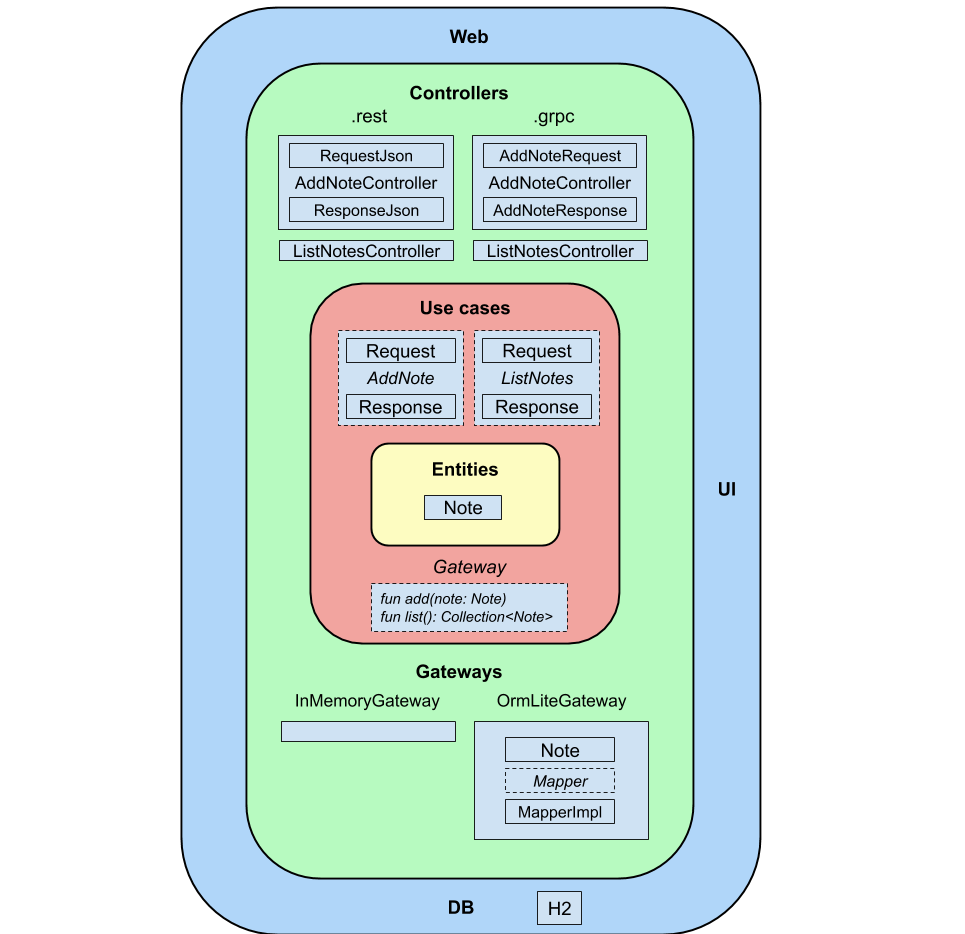 Web
Controllers
.rest
.grpc
RequestJson
AddNoteController
ResponseJson
AddNoteRequest
AddNoteController
AddNoteResponse
ListNotesController
ListNotesController
Use cases
Request
AddNote
Response
Request
ListNotes
Response
Entities
Note
UI
Gateway
fun add(note: Note)
fun list(): Collection<Note>
Gateways
InMemoryGateway
OrmLiteGateway
Note
Mapper
MapperImpl
DB
H2